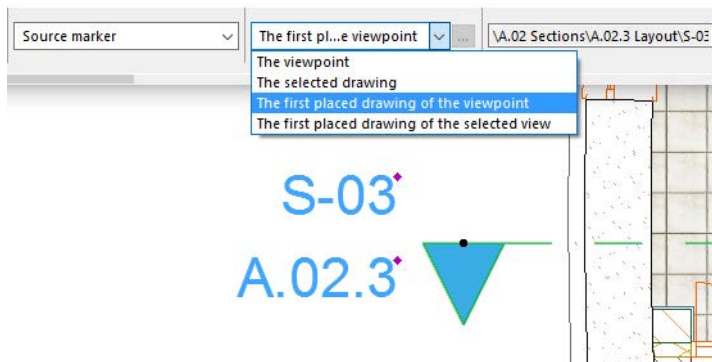 Source marker
The first pl...e viewpoint
...
\A.02 Sections\A.02.3 Layout\S-03
The viewpoint
The selected drawing
The first placed drawing of the viewpoint
The first placed drawing of the selected view
S-03
A.02.3